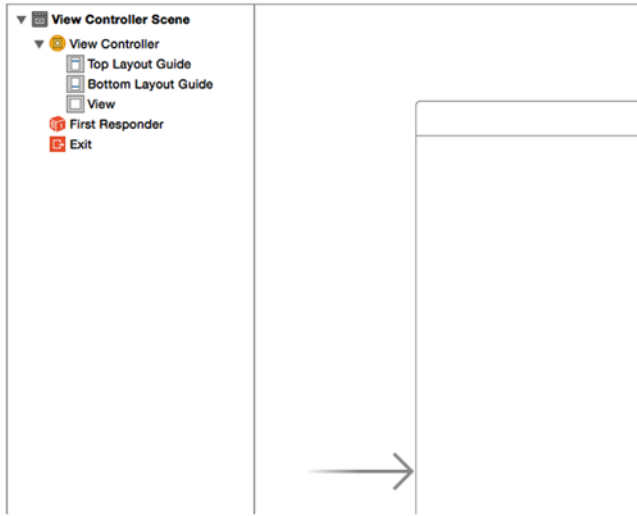 View Controller Scene
View Controller
Top Layout Guide
Bottom Layout Guide
View
First Responder
Exit